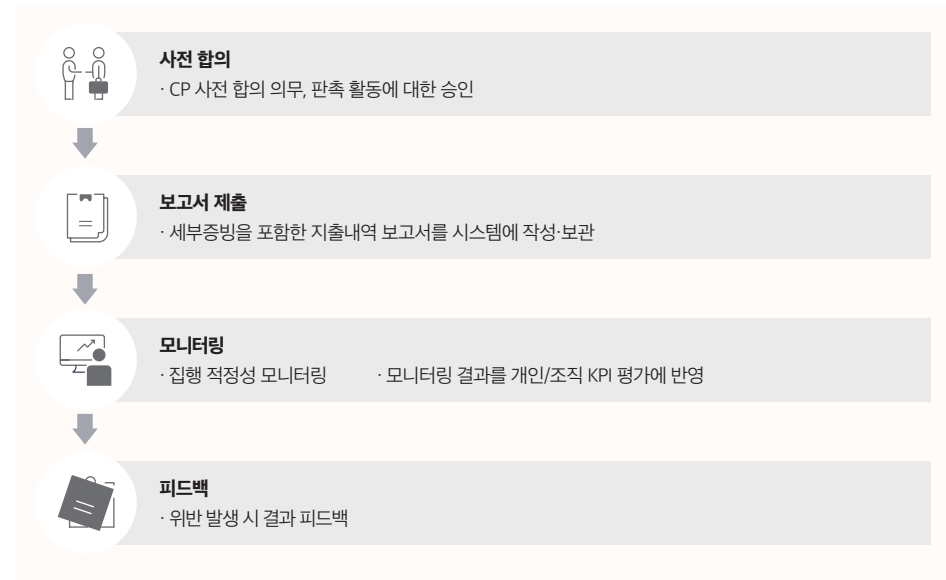 사전 합의
· CP 사전 합의 의무, 판촉 활동에 대한 승인
보고서 제출
· 세부증빙을 포함한 지출내역 보고서를 시스템에 작성·보관
모니터링
· 집행 적정성 모니터링 · 모니터링 결과를 개인/조직 KPI 평가에 반영
피드백
· 위반 발생 시 결과 피드백